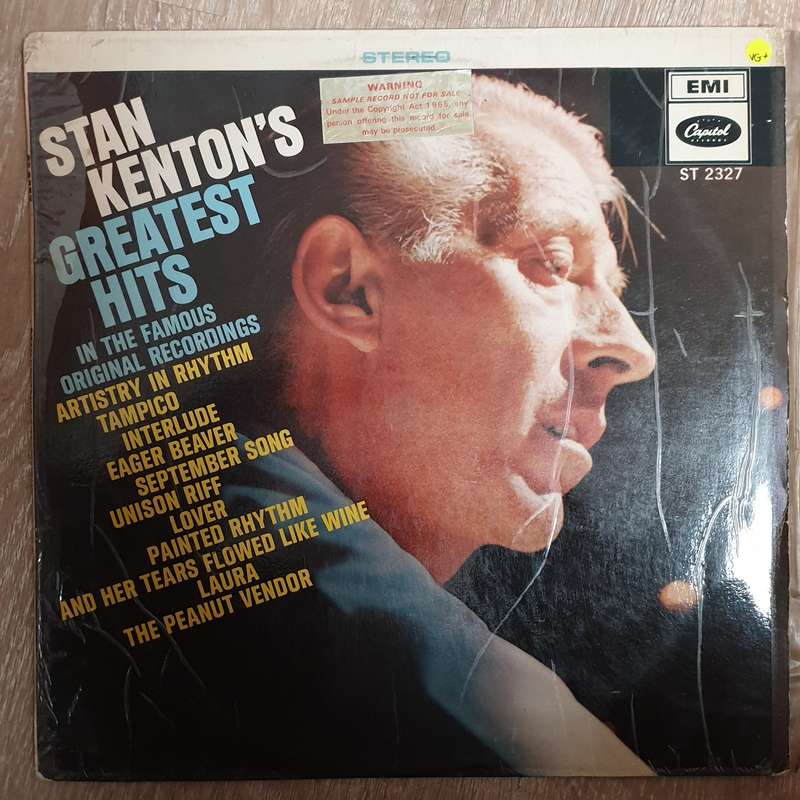 STEREO
VG+
WARNING
SAMPLE RECORD NOT FOR SALE
Under the Copyright Act 1965, any
person offering this record for sale
may be prosecuted.
EMI
Capitol
RECORDS
ST 2327
STAN
KENTON'S
GREATEST
HITS
IN THE FAMOUS
ORIGINAL RECORDINGS
ARTISTRY IN RHYTHM
TAMPICO
INTERLUDE
EAGER BEAVER
SEPTEMBER SONG
UNISON RIFF
LOVER
PAINTED RHYTHM
AND HER TEARS FLOWED LIKE WINE
LAURA
THE PEANUT VENDOR